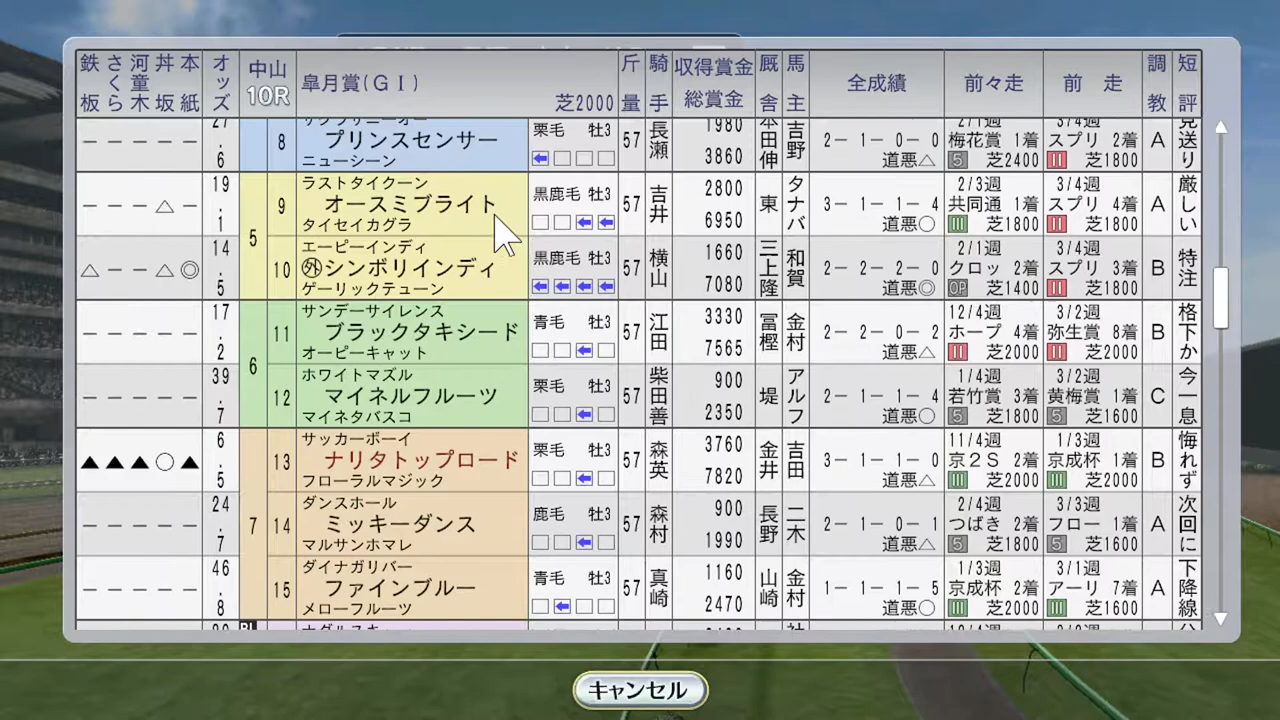 鉄板 さくら 河童木 丼坂 本紙 オッズ 中山10R 皐月賞(GⅠ) 芝2000 斤量 騎手 収得賞金 総賞金 厩舎 馬主 全成績 前々走 前走 調教 短評
－ － － － － 27.6 8 プリンスセンサー ニューシーン 栗毛 牡3 57 長瀬 1980 3860 本田伸 吉野 2－ 1－ 0－ 0 道悪△ 2/1週 梅花賞 1着 5 芝2400 3/4週 スプリ 2着 Ⅱ 芝1800 A 見送り
－ － － △ － 19.1 5 9 ラストタイクーン オースミブライト タイセイカグラ 黒鹿毛 牡3 57 吉井 2800 6950 東 タナバ 3－ 1－ 1－ 4 道悪○ 2/3週 共同通 1着 Ⅲ 芝1800 3/4週 スプリ 4着 Ⅱ 芝1800 A 厳しい
△ － － △ ◎ 14.5 10 エーピーインディ 外シンボリインディ ゲーリックテューン 黒鹿毛 牡3 57 横山 1660 7080 三上隆 和賀 2－ 2－ 2－ 0 道悪◎ 2/1週 クロッ 2着 OP 芝1400 3/4週 スプリ 3着 Ⅱ 芝1800 B 特注
－ － － － － 17.2 6 11 サンデーサイレンス ブラックタキシード オーピーキャット 青毛 牡3 57 江田 3330 7565 冨樫 金村 2－ 2－ 0－ 2 道悪△ 12/4週 ホープ 4着 Ⅱ 芝2000 3/2週 弥生賞 8着 Ⅱ 芝2000 B 格下か
－ － － － － 39.7 12 ホワイトマズル マイネルフルーツ マイネタバスコ 栗毛 牡3 57 柴田善 900 2350 堤 アルフ 2－ 1－ 1－ 4 道悪○ 1/4週 若竹賞 3着 5 芝1800 3/2週 黄梅賞 1着 5 芝1600 C 今一息
▲ ▲ ▲ ○ ▲ 6.5 13 サッカーボーイ ナリタトップロード フローラルマジック 栗毛 牡3 57 森英 3760 7820 金井 吉田 3－ 1－ 1－ 0 道悪△ 11/4週 京2S 2着 Ⅲ 芝2000 1/3週 京成杯 1着 Ⅲ 芝2000 B 侮れず
－ － － － － 24.7 7 14 ダンスホール ミッキーダンス マルサンホマレ 鹿毛 牡3 57 森村 900 1990 長野 二木 2－ 1－ 0－ 1 道悪△ 2/4週 つばき 2着 5 芝1800 3/3週 フロー 1着 5 芝1600 A 次回に
－ － － － － 46.8 15 ダイナガリバー ファインブルー メローフルーツ 青毛 牡3 57 真崎 1160 2470 山崎 金村 1－ 1－ 1－ 5 道悪○ 1/3週 京成杯 2着 Ⅲ 芝2000 3/1週 アーリ 7着 Ⅲ 芝1600 A 下降線
キャンセル